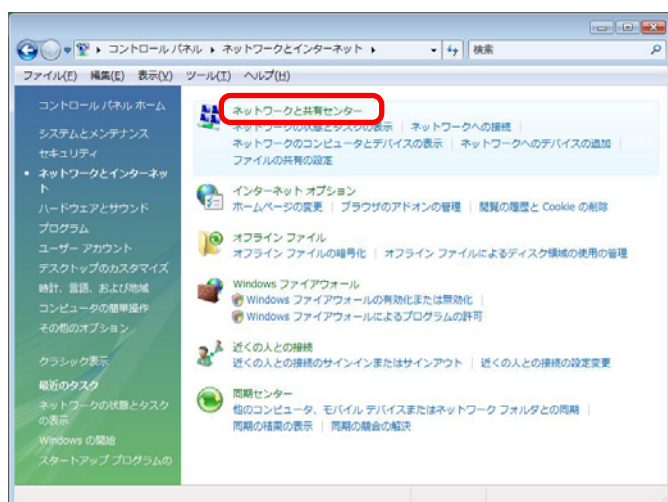 コントロール パネル ▸ ネットワークとインターネット ▸
検索
ファイル(F) 編集(E) 表示(V) ツール(T) ヘルプ(H)
コントロール パネル ホーム
システムとメンテナンス
セキュリティ
• ネットワークとインターネッ
ト
ハードウェアとサウンド
プログラム
ユーザー アカウント
デスクトップのカスタマイズ
時計、言語、および地域
コンピュータの簡単操作
その他のオプション
クラシック表示
最近のタスク
ネットワークの状態とタスク
の表示
Windows の開始
スタートアップ プログラムの
ネットワークと共有センター
ネットワークの状態とタスクの表示 | ネットワークへの接続 |
ネットワークのコンピュータとデバイスの表示 | ネットワークへのデバイスの追加 |
ファイルの共有の設定
インターネット オプション
ホームページの変更 | ブラウザのアドオンの管理 | 閲覧の履歴と Cookie の削除
オフライン ファイル
オフライン ファイルの暗号化 | オフライン ファイルによるディスク領域の使用の管理
Windows ファイアウォール
Windows ファイアウォールの有効化または無効化 |
Windows ファイアウォールによるプログラムの許可
近くの人との接続
近くの人との接続のサインインまたはサインアウト | 近くの人との接続の設定変更
同期センター
他のコンピュータ、モバイル デバイスまたはネットワーク フォルダとの同期 |
同期の結果の表示 | 同期の競合の解決